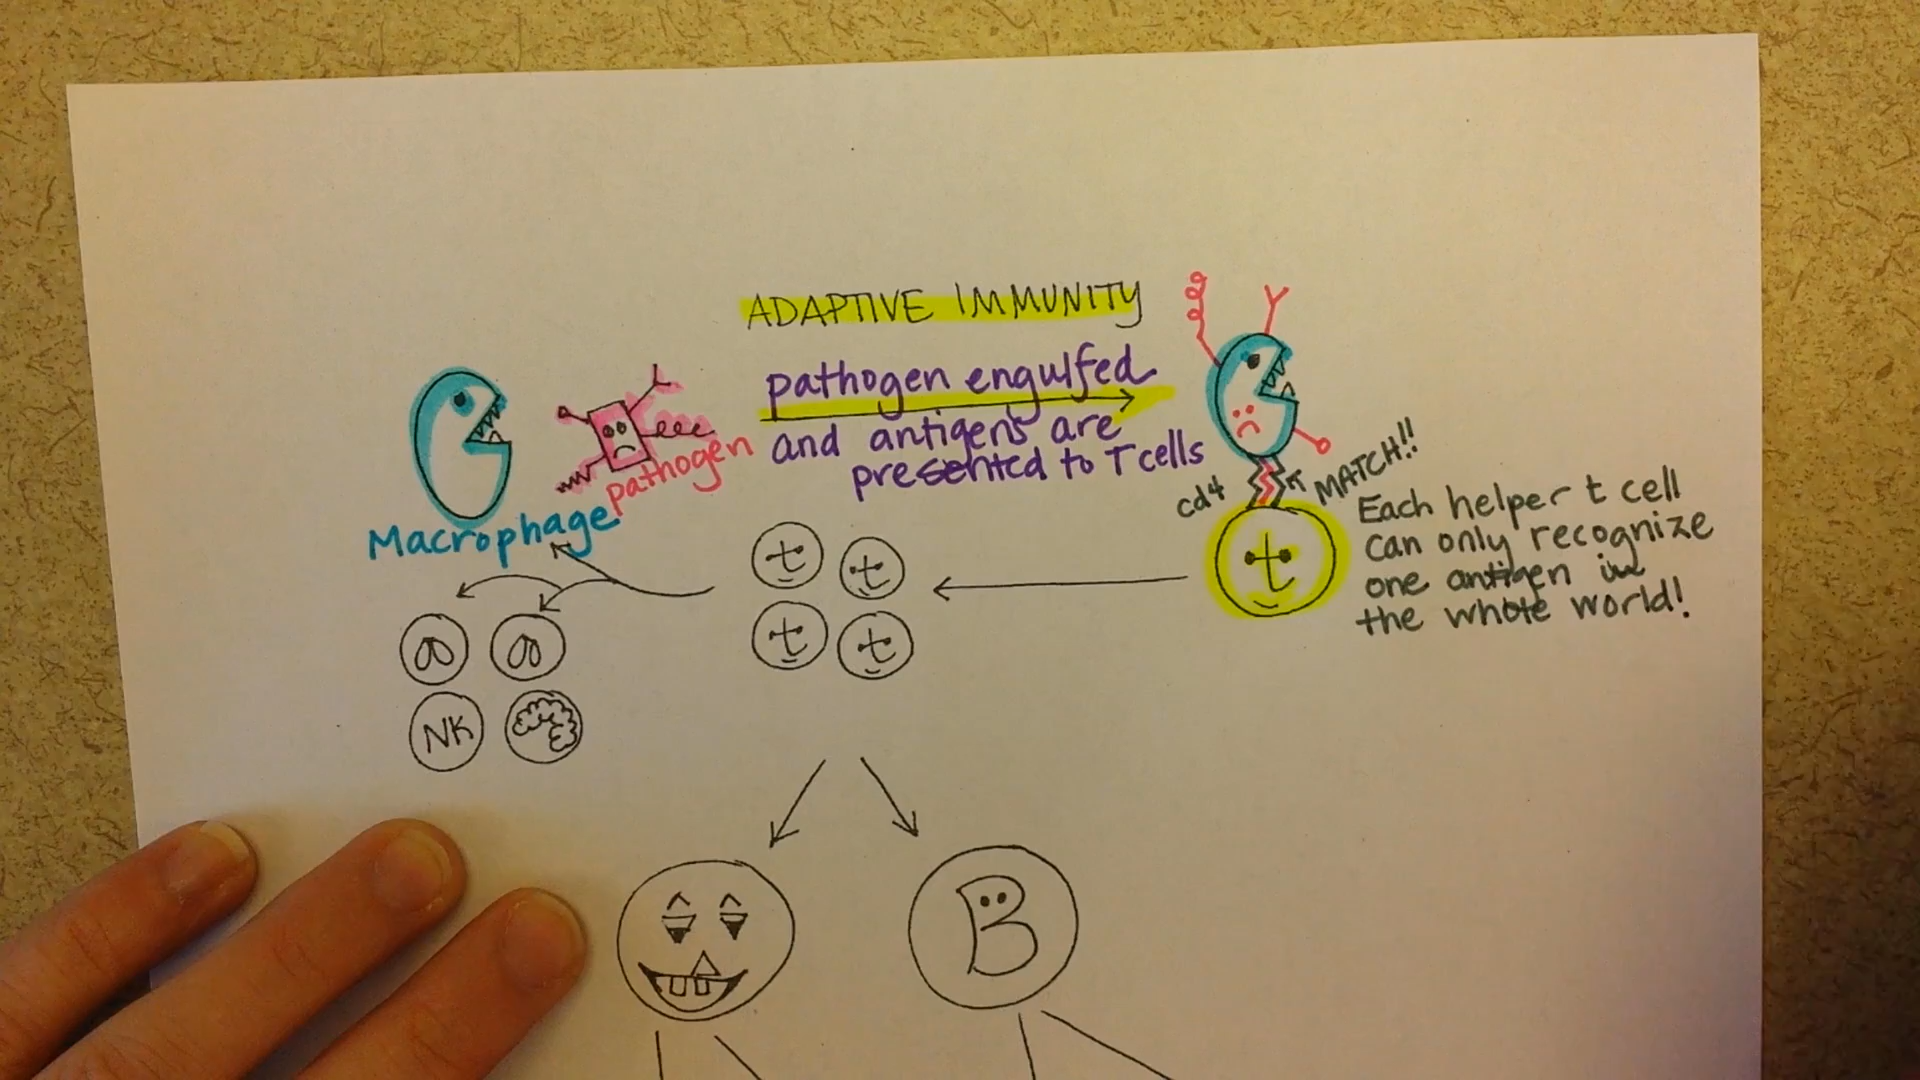 ADAPTIVE IMMUNITY
pathogen engulfed
and antigens are
presented to T cells
pathogen
Macrophage
cd4
MATCH!!
Each helper t cell
can only recognize
one antigen in
the whole world!
t
t
t
t
t
NK
B